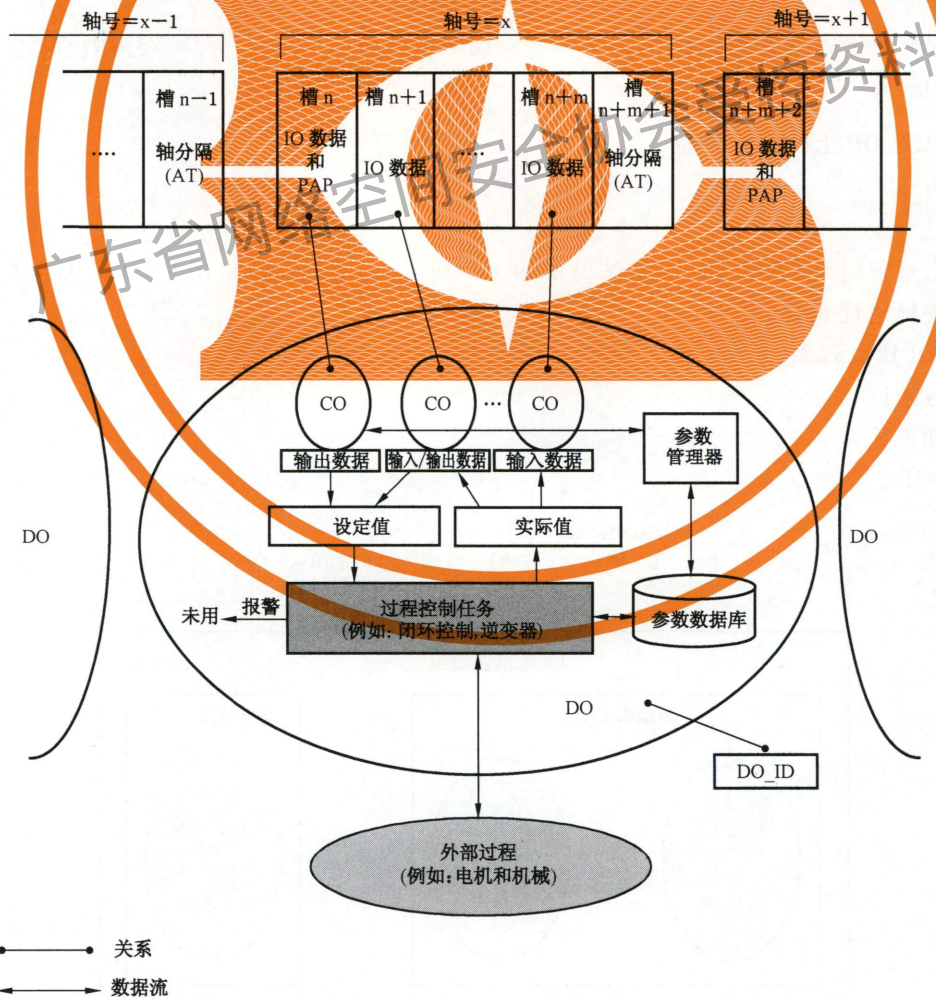 轴号=x−1
轴号=x
轴号=x+1
....
槽 n−1
轴分隔
(AT)
槽 n
IO 数据
和
PAP
槽 n+1
IO 数据
.....
槽 n+m
IO 数据
槽
n+m+1
轴分隔
(AT)
槽
n+m+2
IO 数据
和
PAP
广东省网络空间安全协会受控资料
CO
CO
...
CO
输出数据
输入/输出数据
输入数据
参数
管理器
设定值
实际值
DO
DO
未用
报警
过程控制任务
(例如:闭环控制,逆变器)
参数数据库
DO
DO_ID
外部过程
(例如:电机和机械)
关系
数据流